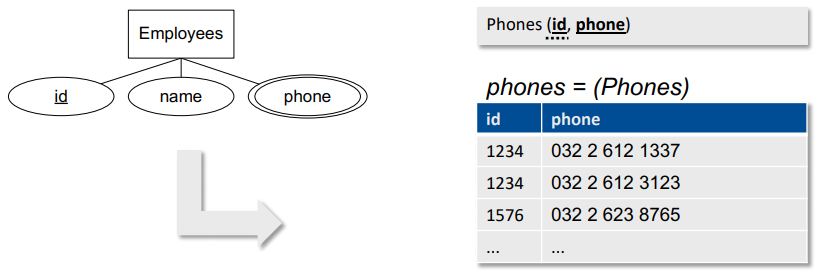 Employees
id
name
phone
Phones (id, phone)
phones = (Phones)
id phone
1234 032 2 612 1337
1234 032 2 612 3123
1576 032 2 623 8765
... ...